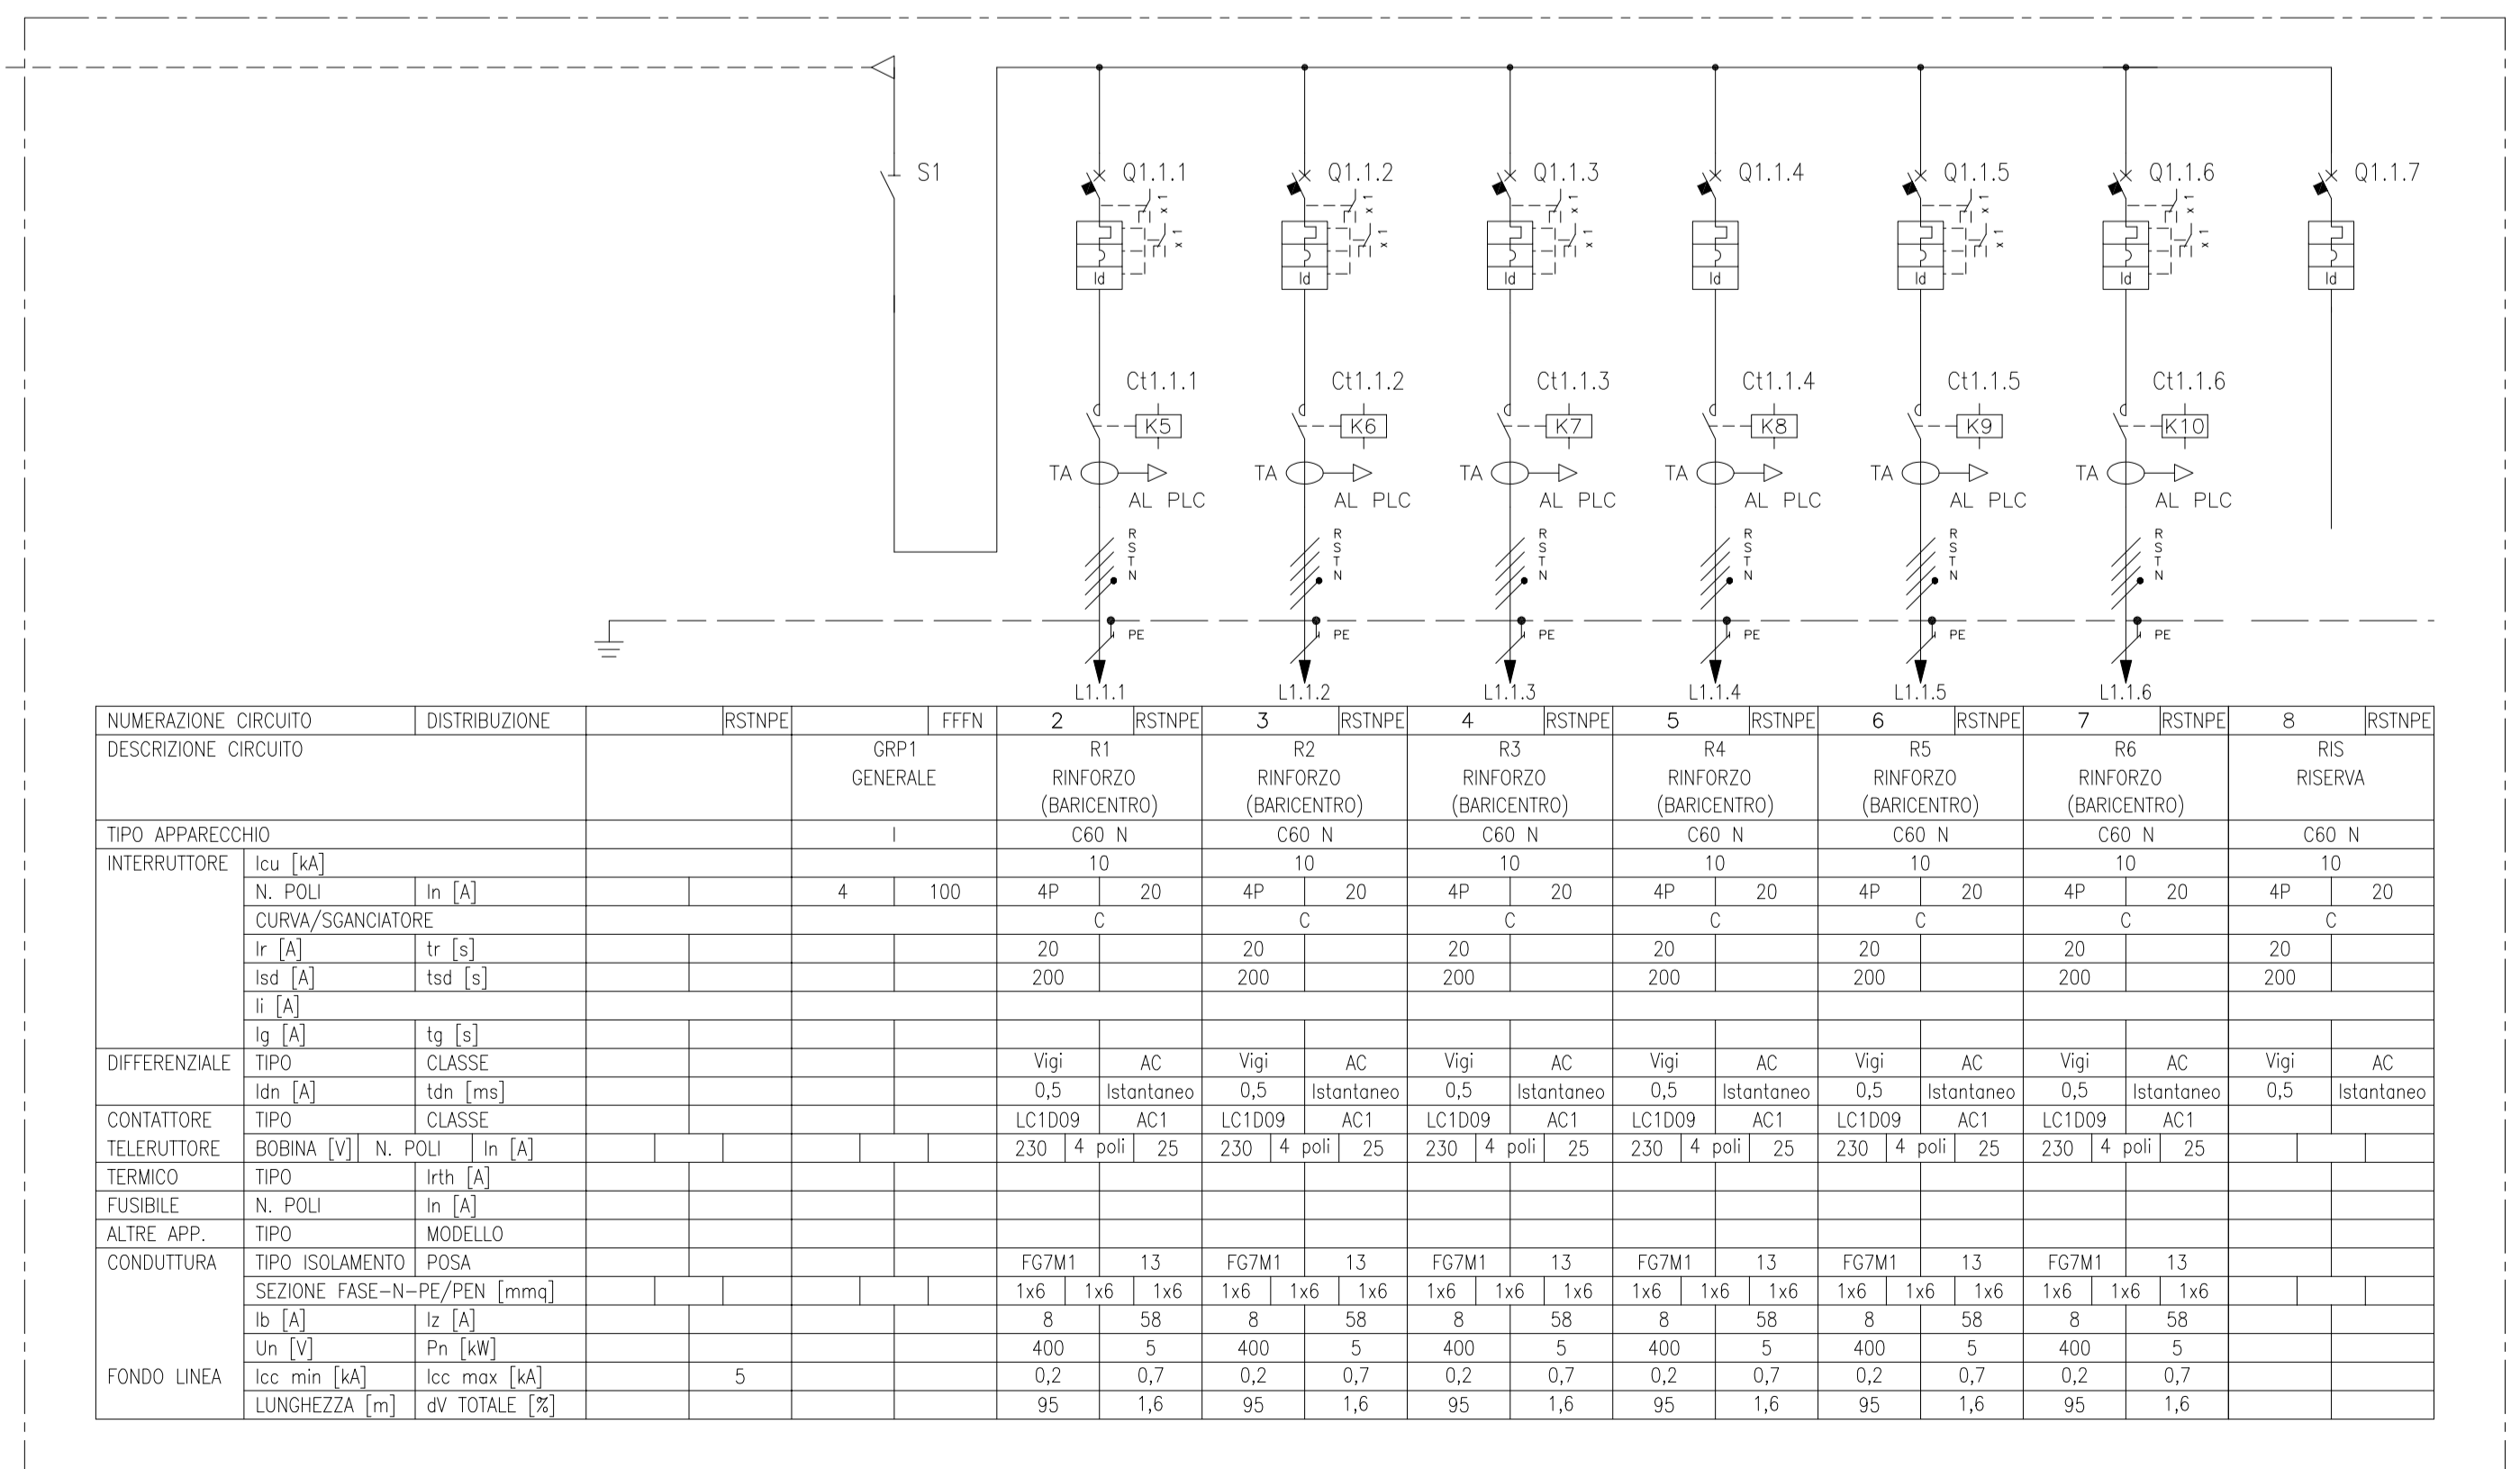 S1 Q1.1.1 Q1.1.2 Q1.1.3 Q1.1.4 Q1.1.5 Q1.1.6 Q1.1.7
x 1 x 1 x 1 x 1 x 1
x 1 x 1 x 1 x 1 x 1
Id Id Id Id Id Id Id
Ct1.1.1 Ct1.1.2 Ct1.1.3 Ct1.1.4 Ct1.1.5 Ct1.1.6
K5 K6 K7 K8 K9 K10
TA TA TA TA TA TA
AL PLC AL PLC AL PLC AL PLC AL PLC AL PLC
R R R R R R
S S S S S S
T T T T T T
N N N N N N
PE PE PE PE PE PE
L1.1.1 L1.1.2 L1.1.3 L1.1.4 L1.1.5 L1.1.6
NUMERAZIONE CIRCUITO DISTRIBUZIONE RSTNPE FFFN 2 RSTNPE 3 RSTNPE 4 RSTNPE 5 RSTNPE 6 RSTNPE 7 RSTNPE 8 RSTNPE
DESCRIZIONE CIRCUITO GRP1 R1 R2 R3 R4 R5 R6 RIS
GENERALE RINFORZO RINFORZO RINFORZO RINFORZO RINFORZO RINFORZO RISERVA
(BARICENTRO) (BARICENTRO) (BARICENTRO) (BARICENTRO) (BARICENTRO) (BARICENTRO)
TIPO APPARECCHIO I C60 N C60 N C60 N C60 N C60 N C60 N C60 N
INTERRUTTORE Icu [kA] 10 10 10 10 10 10 10
N. POLI In [A] 4 100 4P 20 4P 20 4P 20 4P 20 4P 20 4P 20 4P 20
CURVA/SGANCIATORE C C C C C C C
Ir [A] tr [s] 20 20 20 20 20 20 20
Isd [A] tsd [s] 200 200 200 200 200 200 200
Ii [A]
Ig [A] tg [s]
DIFFERENZIALE TIPO CLASSE Vigi AC Vigi AC Vigi AC Vigi AC Vigi AC Vigi AC Vigi AC
Idn [A] tdn [ms] 0,5 Istantaneo 0,5 Istantaneo 0,5 Istantaneo 0,5 Istantaneo 0,5 Istantaneo 0,5 Istantaneo 0,5 Istantaneo
CONTATTORE TIPO CLASSE LC1D09 AC1 LC1D09 AC1 LC1D09 AC1 LC1D09 AC1 LC1D09 AC1 LC1D09 AC1
TELERUTTORE BOBINA [V] N. POLI In [A] 230 4 poli 25 230 4 poli 25 230 4 poli 25 230 4 poli 25 230 4 poli 25 230 4 poli 25
TERMICO TIPO Irth [A]
FUSIBILE N. POLI In [A]
ALTRE APP. TIPO MODELLO
CONDUTTURA TIPO ISOLAMENTO POSA FG7M1 13 FG7M1 13 FG7M1 13 FG7M1 13 FG7M1 13 FG7M1 13
SEZIONE FASE-N-PE/PEN [mmq] 1x6 1x6 1x6 1x6 1x6 1x6 1x6 1x6 1x6 1x6 1x6 1x6 1x6 1x6 1x6 1x6 1x6 1x6
Ib [A] Iz [A] 8 58 8 58 8 58 8 58 8 58 8 58
Un [V] Pn [kW] 400 5 400 5 400 5 400 5 400 5 400 5
FONDO LINEA Icc min [kA] Icc max [kA] 5 0,2 0,7 0,2 0,7 0,2 0,7 0,2 0,7 0,2 0,7 0,2 0,7
LUNGHEZZA [m] dV TOTALE [%] 95 1,6 95 1,6 95 1,6 95 1,6 95 1,6 95 1,6